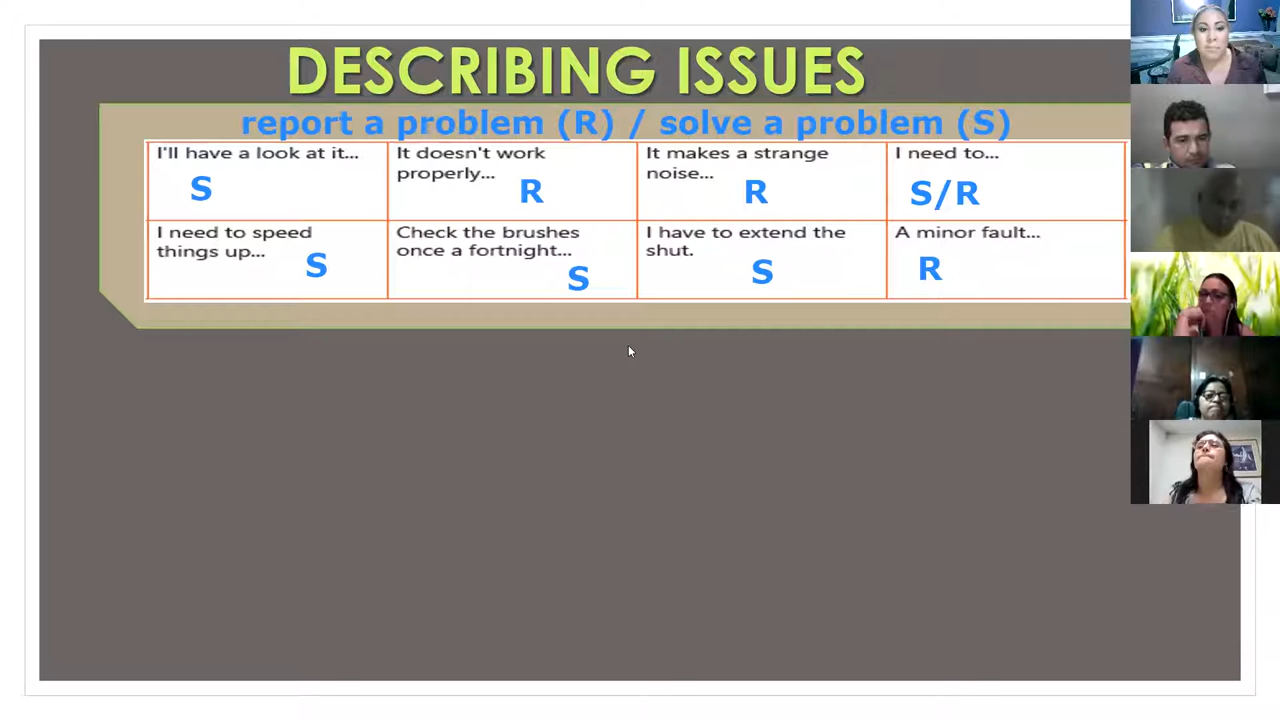 DESCRIBING ISSUES
report a problem (R) / solve a problem (S)
I'll have a look at it...
S
It doesn't work
properly...
R
It makes a strange
noise...
R
I need to...
S/R
I need to speed
things up...
S
Check the brushes
once a fortnight...
S
I have to extend the
shut.
S
A minor fault...
R